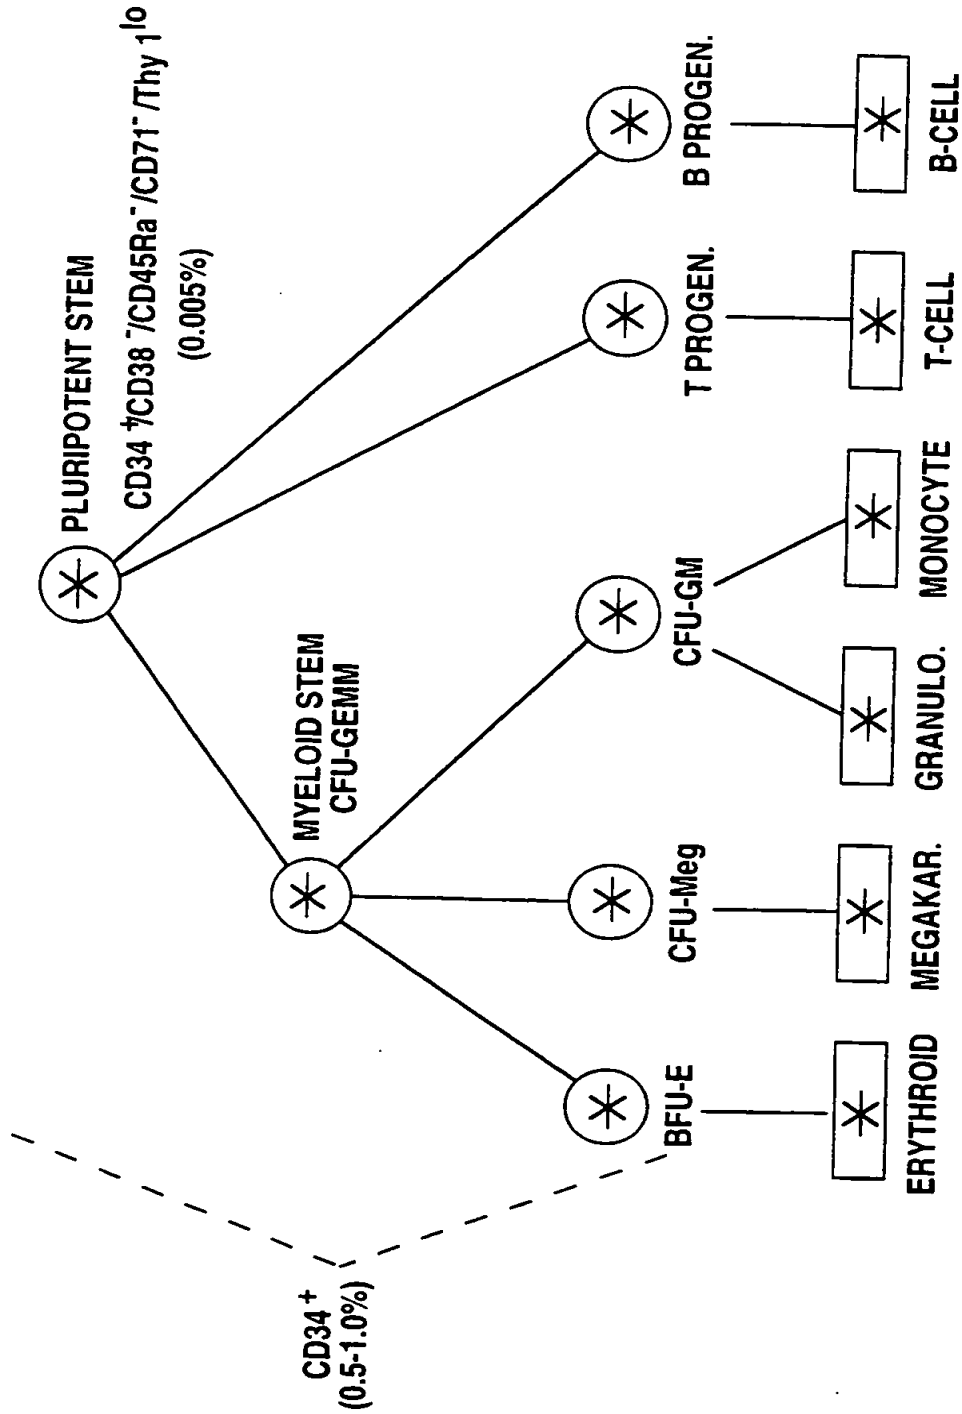 PLURIPOTENT STEM
CD34⁺/CD38⁻/CD45Ra⁻/CD71⁻/Thy 1ˡᵒ
(0.005%)
CD34⁺
(0.5-1.0%)
MYELOID STEM
CFU-GEMM
BFU-E
CFU-Meg
CFU-GM
T PROGEN.
B PROGEN.
ERYTHROID
MEGAKAR.
GRANULO.
MONOCYTE
T-CELL
B-CELL